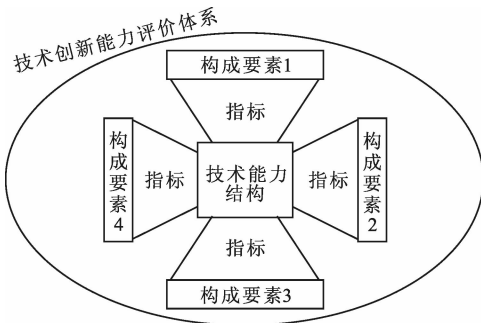 技术创新能力评价体系
构成要素1
指标
构成要素4
指标
技术能力
结构
指标
构成要素2
指标
构成要素3